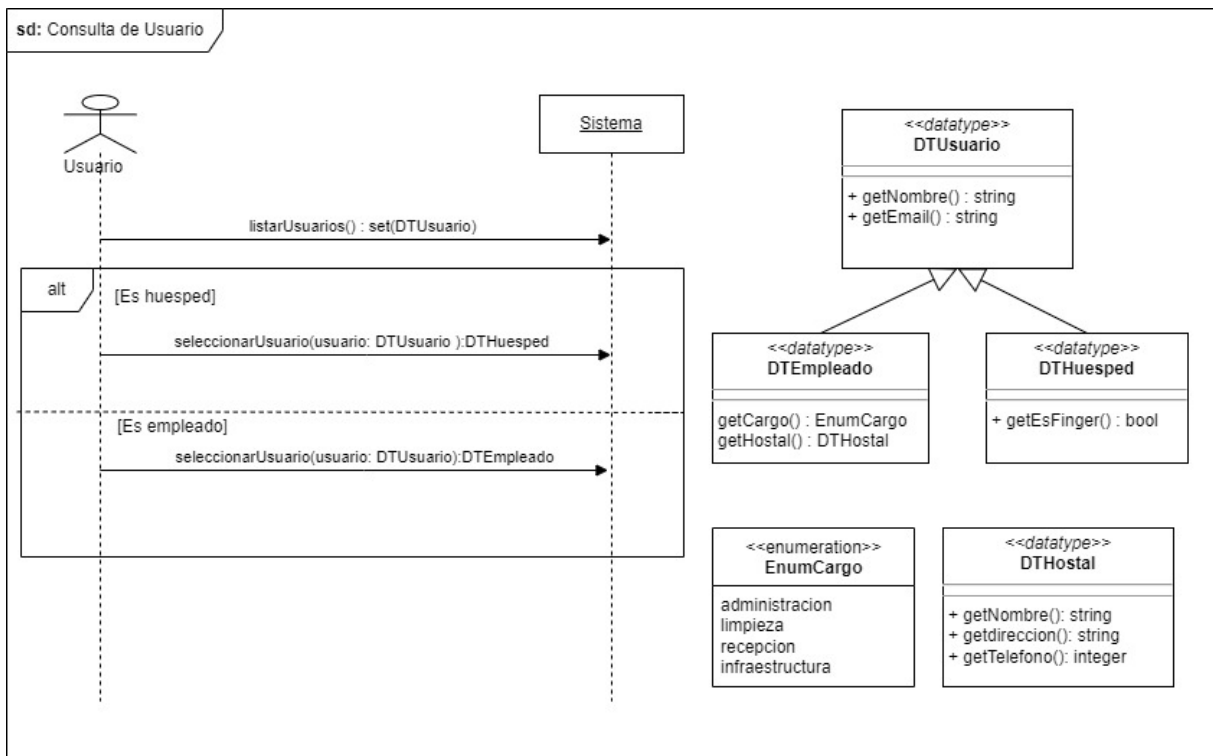 sd: Consulta de Usuario
Usuario
Sistema
listarUsuarios() : set(DTUsuario)
alt
[Es huesped]
seleccionarUsuario(usuario: DTUsuario ):DTHuesped
[Es empleado]
seleccionarUsuario(usuario: DTUsuario):DTEmpleado
<<datatype>>
DTUsuario
+ getNombre() : string
+ getEmail() : string
<<datatype>>
DTEmpleado
getCargo() : EnumCargo
getHostal() : DTHostal
<<datatype>>
DTHuesped
+ getEsFinger() : bool
<<enumeration>>
EnumCargo
administracion
limpieza
recepcion
infraestructura
<<datatype>>
DTHostal
+ getNombre(): string
+ getdireccion(): string
+ getTelefono(): integer